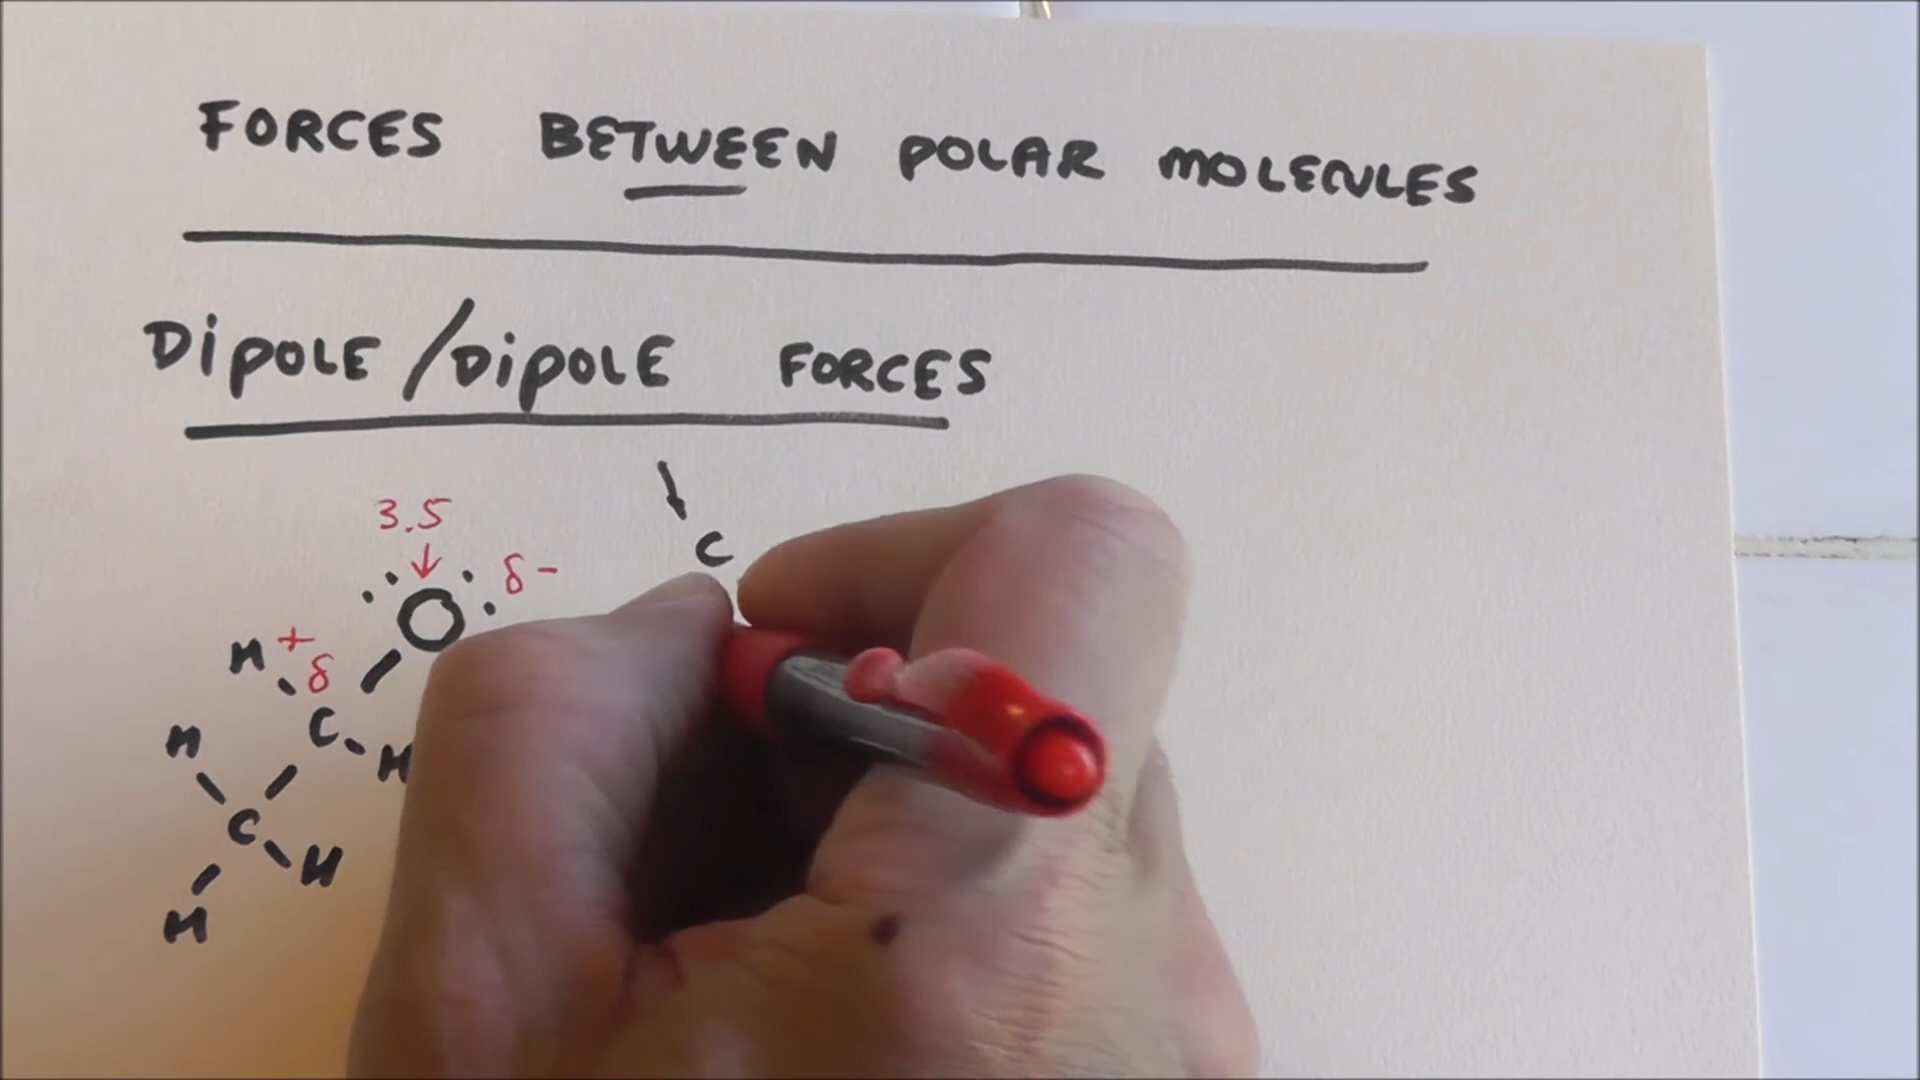 FORCES BETWEEN POLAR MOLECULES
DIPOLE/DIPOLE FORCES
3.5
C
δ-
O
+
H δ
C
H
H
C
H
H